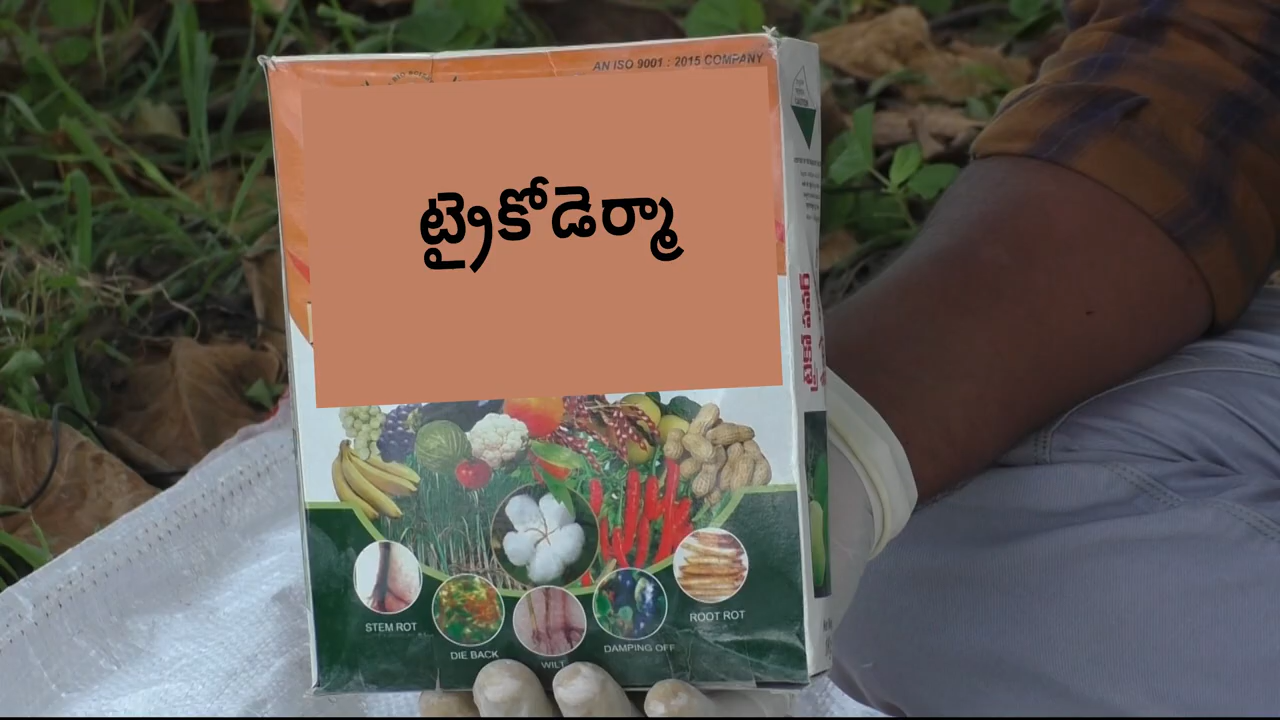 AN ISO 9001 : 2015 COMPANY
ట్రైకోడెర్మా
STEM ROT
DIE BACK
WILT
DAMPING OFF
ROOT ROT